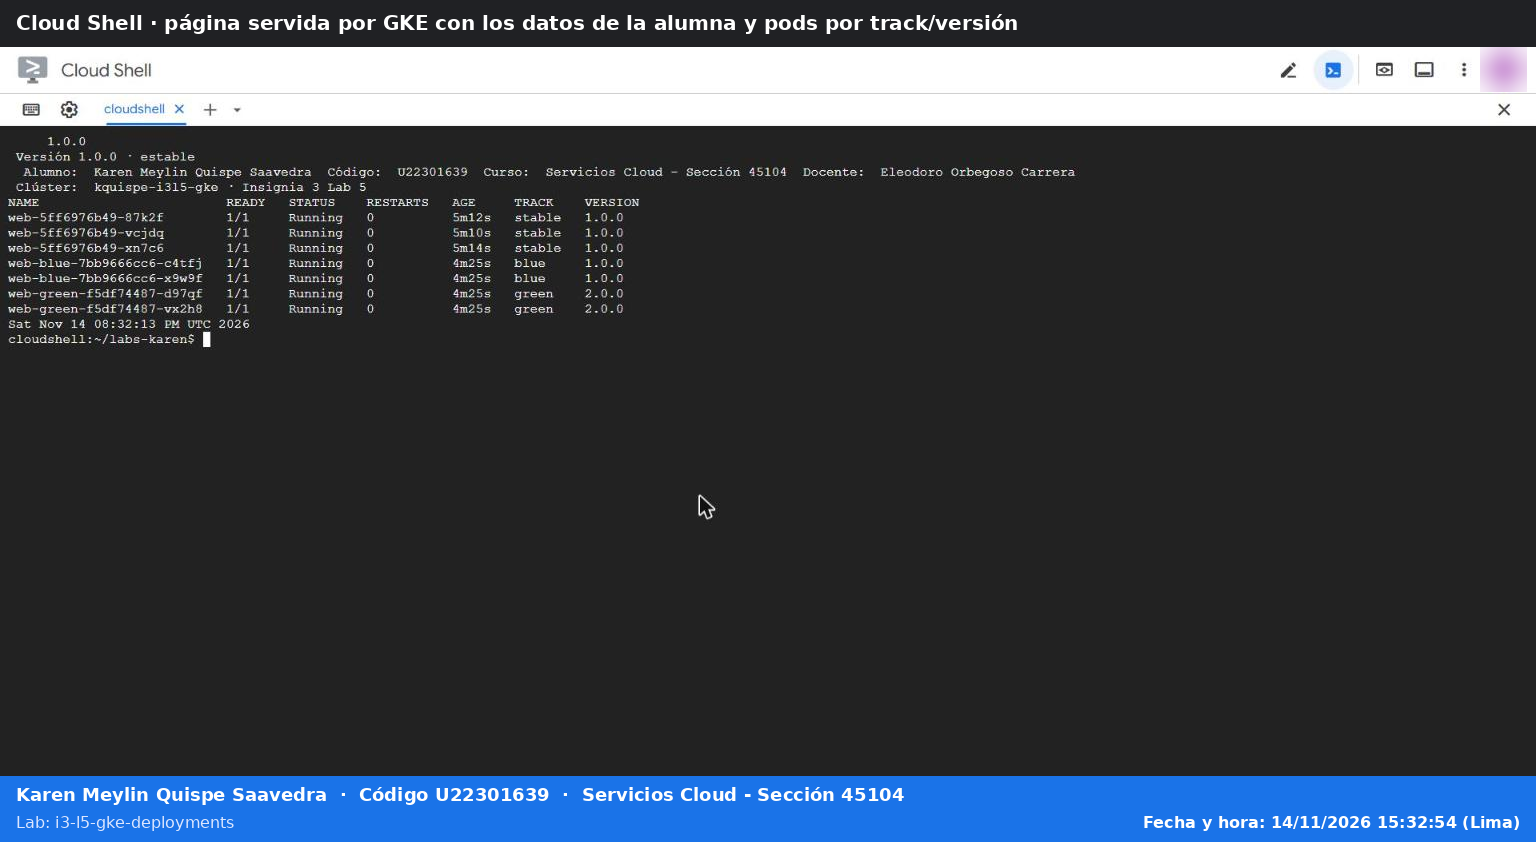 Cloud Shell · página servida por GKE con los datos de la alumna y pods por track/versión
Cloud Shell
cloudshell
1.0.0
Versión 1.0.0 · estable
Alumno: Karen Meylin Quispe Saavedra Código: U22301639 Curso: Servicios Cloud - Sección 45104 Docente: Eleodoro Orbegoso Carrera
Clúster: kquispe-i3l5-gke · Insignia 3 Lab 5
NAME READY STATUS RESTARTS AGE TRACK VERSION
web-5ff6976b49-87k2f 1/1 Running 0 5m12s stable 1.0.0
web-5ff6976b49-vcjdq 1/1 Running 0 5m10s stable 1.0.0
web-5ff6976b49-xn7c6 1/1 Running 0 5m14s stable 1.0.0
web-blue-7bb9666cc6-c4tfj 1/1 Running 0 4m25s blue 1.0.0
web-blue-7bb9666cc6-x9w9f 1/1 Running 0 4m25s blue 1.0.0
web-green-f5df74487-d97qf 1/1 Running 0 4m25s green 2.0.0
web-green-f5df74487-vx2h8 1/1 Running 0 4m25s green 2.0.0
Sat Nov 14 08:32:13 PM UTC 2026
cloudshell:~/labs-karen$
Karen Meylin Quispe Saavedra · Código U22301639 · Servicios Cloud - Sección 45104
Lab: i3-l5-gke-deployments
Fecha y hora: 14/11/2026 15:32:54 (Lima)